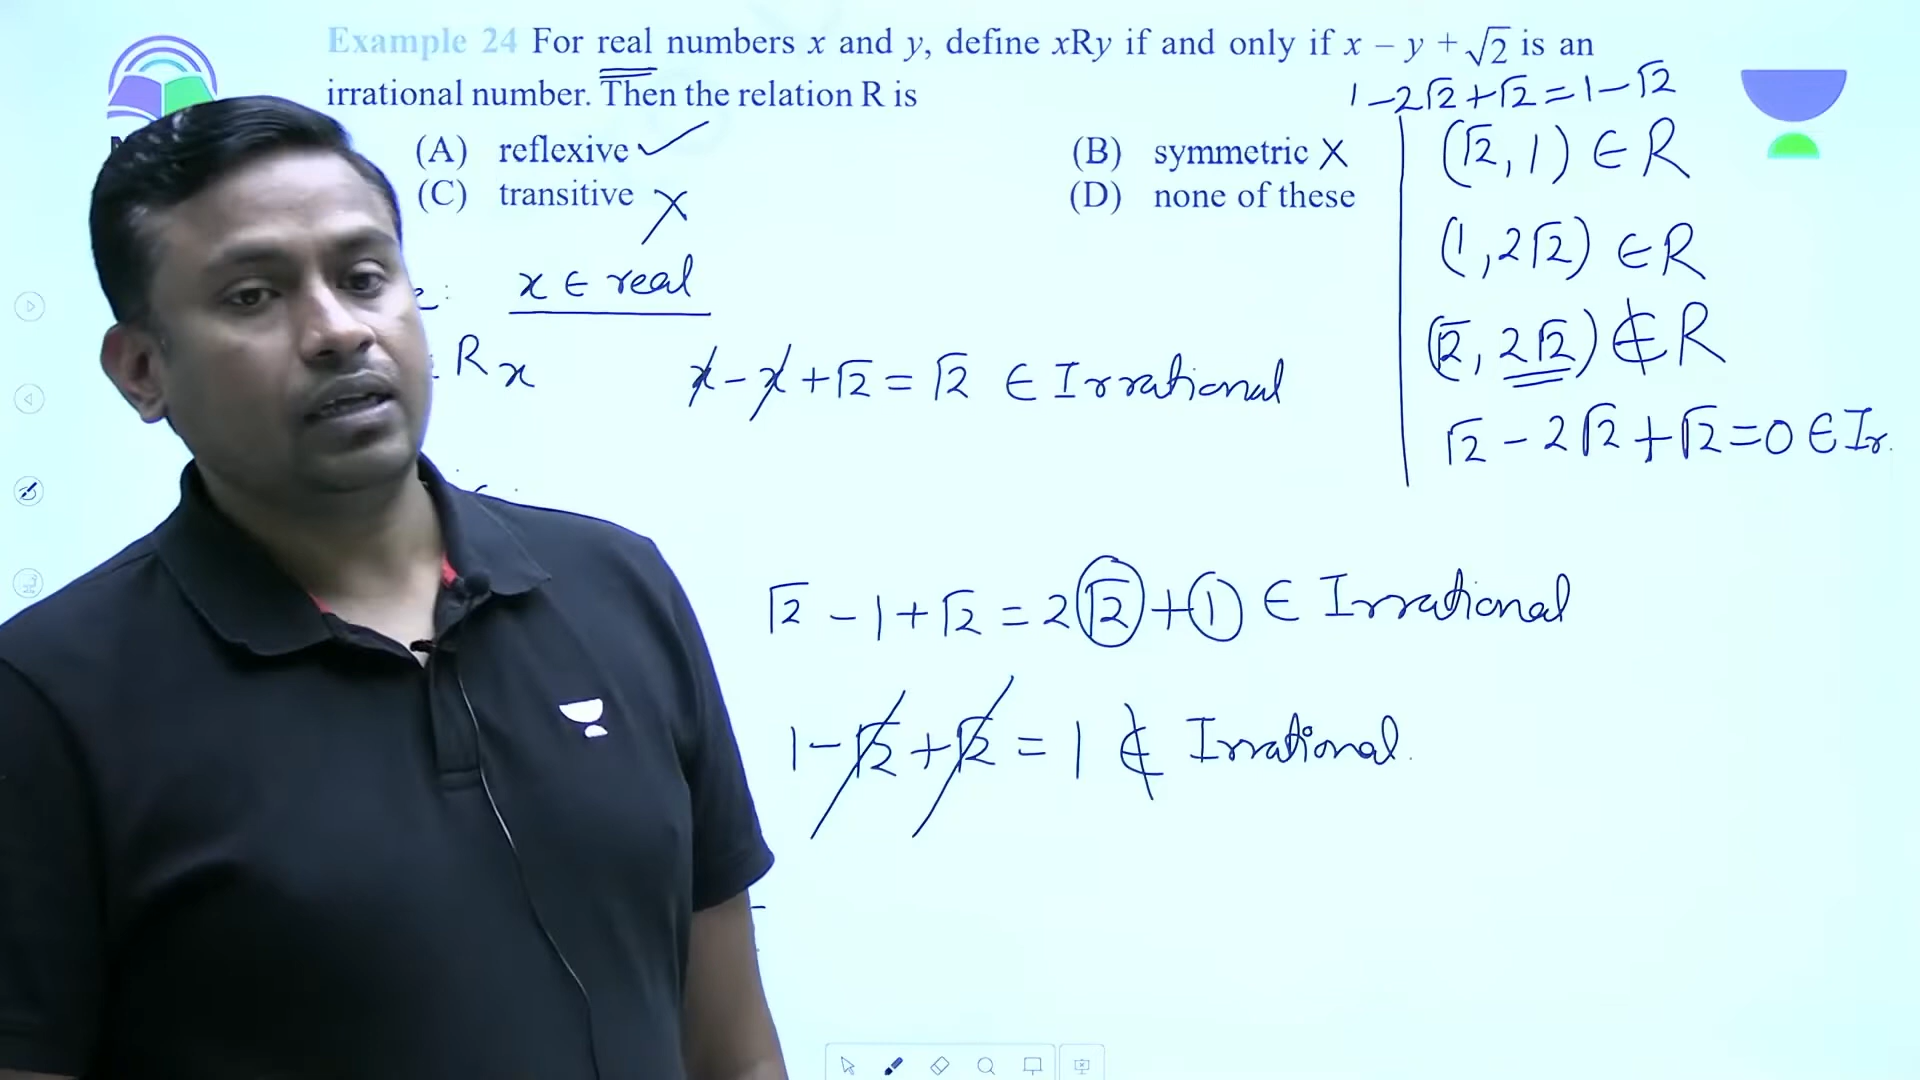 Example 24 For real numbers x and y, define xRy if and only if x – y + √2 is an
irrational number. Then the relation R is
(A) reflexive ✓
(B) symmetric X
(C) transitive X
(D) none of these
1-2√2+√2=1-√2
(√2, 1) ∈ R
(1, 2√2) ∈ R
(√2, 2√2) ∉ R
√2 - 2√2 + √2 = 0 ∈ Ir.
x ∈ real
R x
x - x + √2 = √2 ∈ Irrational
√2 - 1 + √2 = 2√2 + 1 ∈ Irrational
1 - √2 + √2 = 1 ∉ Irrational.